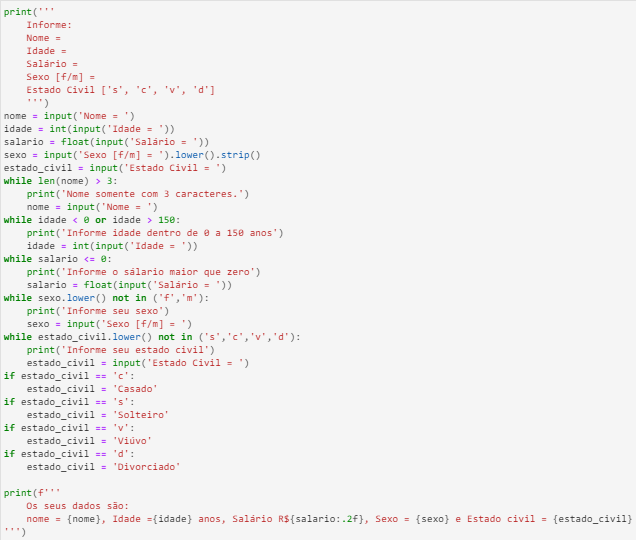 print('''
    Informe:
    Nome =
    Idade =
    Salário =
    Sexo [f/m] =
    Estado Civil ['s', 'c', 'v', 'd']
    ''')
nome = input('Nome = ')
idade = int(input('Idade = '))
salario = float(input('Salário = '))
sexo = input('Sexo [f/m] = ').lower().strip()
estado_civil = input('Estado Civil = ')
while len(nome) > 3:
    print('Nome somente com 3 caracteres.')
    nome = input('Nome = ')
while idade < 0 or idade > 150:
    print('Informe idade dentro de 0 a 150 anos')
    idade = int(input('Idade = '))
while salario <= 0:
    print('Informe o sálario maior que zero')
    salario = float(input('Salário = '))
while sexo.lower() not in ('f','m'):
    print('Informe seu sexo')
    sexo = input('Sexo [f/m] = ')
while estado_civil.lower() not in ('s','c','v','d'):
    print('Informe seu estado civil')
    estado_civil = input('Estado Civil = ')
if estado_civil == 'c':
    estado_civil = 'Casado'
if estado_civil == 's':
    estado_civil = 'Solteiro'
if estado_civil == 'v':
    estado_civil = 'Viúvo'
if estado_civil == 'd':
    estado_civil = 'Divorciado'

print(f'''
    Os seus dados são:
    nome = {nome}, Idade ={idade} anos, Salário R${salario:.2f}, Sexo = {sexo} e Estado civil = {estado_civil}
''')